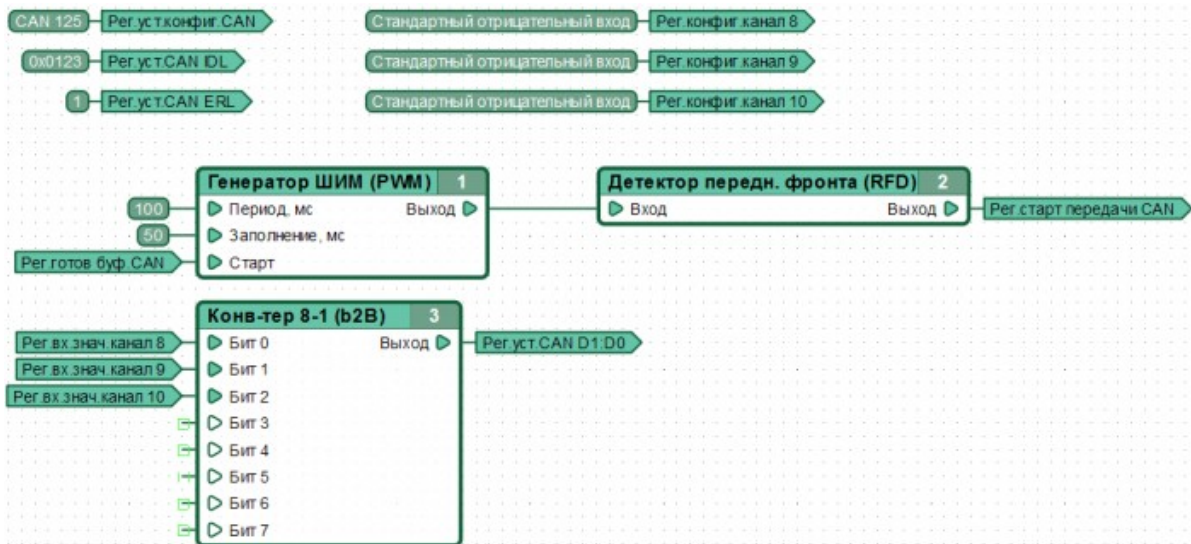 CAN 125 Рег.уст.конфиг.CAN Стандартный отрицательный вход Рег.конфиг.канал 8
0x0123 Рег.уст.CAN IDL Стандартный отрицательный вход Рег.конфиг.канал 9
1 Рег.уст.CAN ERL Стандартный отрицательный вход Рег.конфиг.канал 10
Генератор ШИМ (PWM) 1 Детектор передн. фронта (RFD) 2
100 Период, мс Выход Вход Выход Рег.старт передачи CAN
50 Заполнение, мс
Рег.готов буф.CAN Старт
Конв-тер 8-1 (b2B) 3
Рег.вх.знач.канал 8 Бит 0 Выход Рег.уст.CAN D1:D0
Рег.вх.знач.канал 9 Бит 1
Рег.вх.знач.канал 10 Бит 2
Бит 3
Бит 4
Бит 5
Бит 6
Бит 7